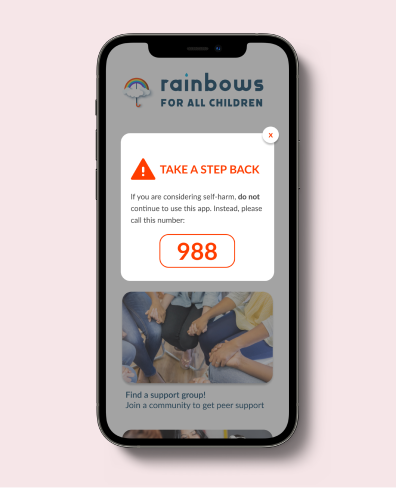 rainbows
FOR ALL CHILDREN
x
TAKE A STEP BACK
If you are considering self-harm, do not
continue to use this app. Instead, please
call this number:
988
Find a support group!
Join a community to get peer support